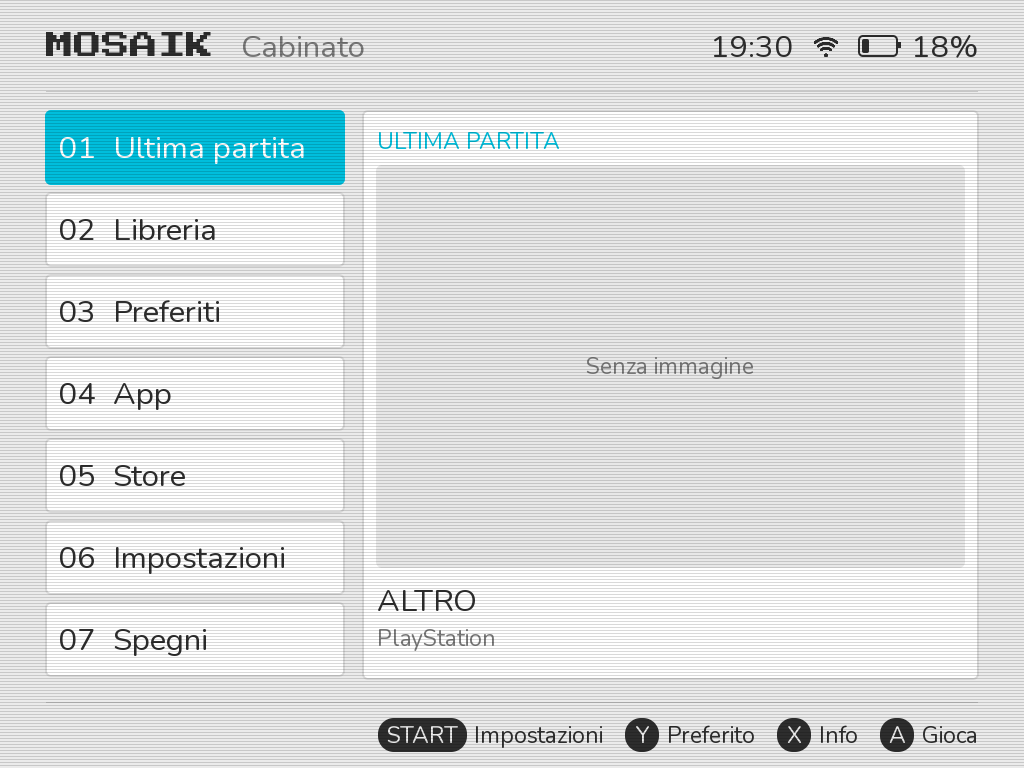 MOSAIK Cabinato 19:30 18%
01 Ultima partita
02 Libreria
03 Preferiti
04 App
05 Store
06 Impostazioni
07 Spegni
ULTIMA PARTITA
Senza immagine
ALTRO
PlayStation
START Impostazioni Y Preferito X Info A Gioca